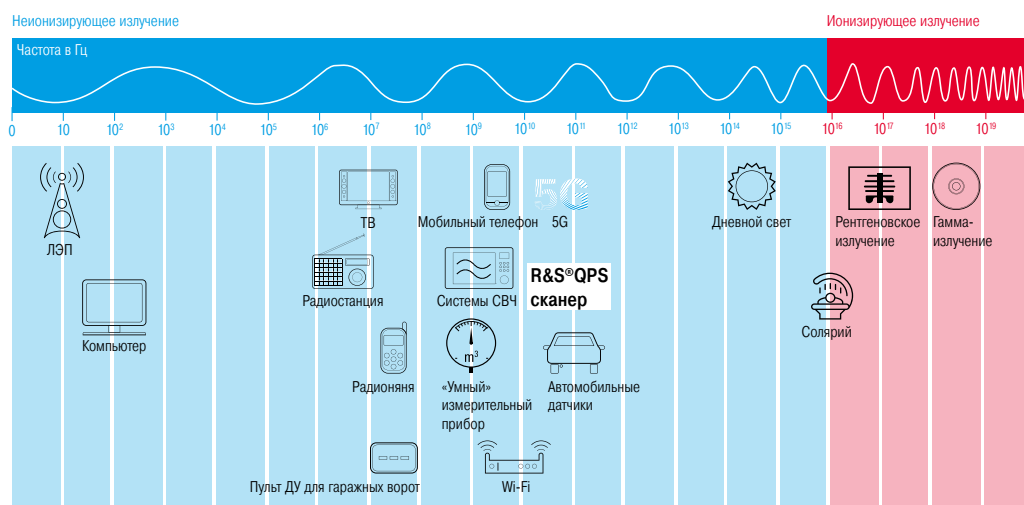 Неионизирующее излучение
Ионизирующее излучение
Частота в Гц
0 10 10² 10³ 10⁴ 10⁵ 10⁶ 10⁷ 10⁸ 10⁹ 10¹⁰ 10¹¹ 10¹² 10¹³ 10¹⁴ 10¹⁵ 10¹⁶ 10¹⁷ 10¹⁸ 10¹⁹
ЛЭП
ТВ
Мобильный телефон
5G
5G
Дневной свет
Рентгеновское
излучение
Гамма-
излучение
Компьютер
Радиостанция
Системы СВЧ
R&S®QPS
сканер
Солярий
Радионяня
m³
«Умный»
измерительный
прибор
Автомобильные
датчики
Пульт ДУ для гаражных ворот
Wi-Fi